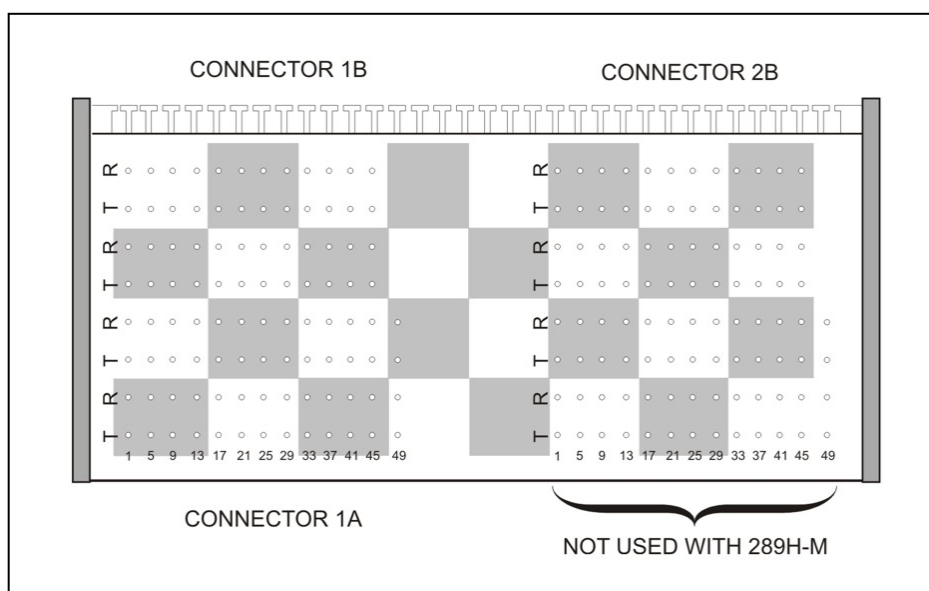 CONNECTOR 1B CONNECTOR 2B
R R
T T
R R
T T
R R
T T
R R
T T
1 5 9 13 17 21 25 29 33 37 41 45 49 1 5 9 13 17 21 25 29 33 37 41 45 49
CONNECTOR 1A
NOT USED WITH 289H-M